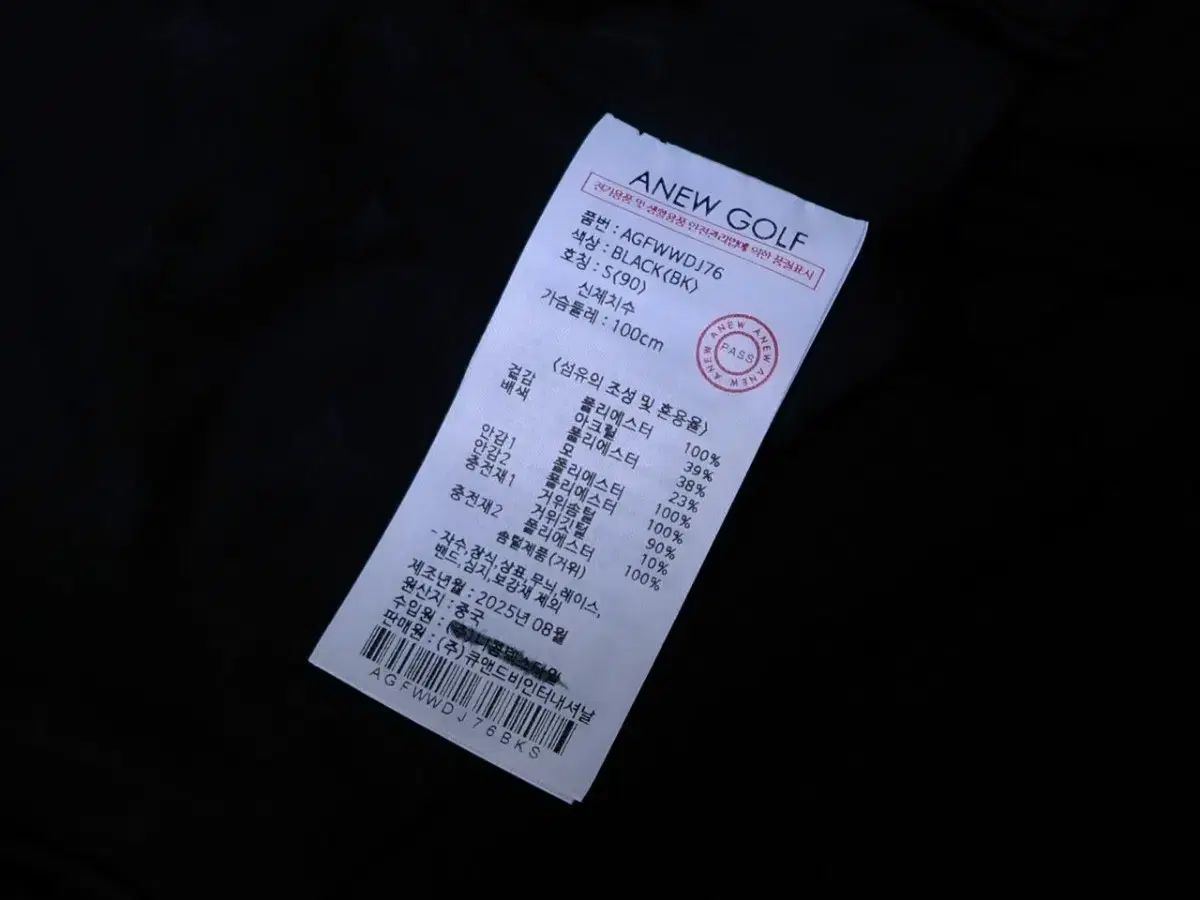 ANEW GOLF
전기용품 및 생활용품 안전관리법에 의한 품질표시
품번 : AGFWWDJ76
색상 : BLACK(BK)
호칭 : S(90)
신체치수
가슴둘레 : 100cm
ANEW ANEW ANEW ANEW
PASS
<섬유의 조성 및 혼용율>
겉감 폴리에스터 100%
배색 아크릴 39%
폴리에스터 38%
모 23%
안감1 폴리에스터 100%
안감2 폴리에스터 100%
충전재1 거위솜털 90%
거위깃털 10%
충전재2 폴리에스터 100%
솜털제품(거위)
- 자수,장식,상표,무늬,레이스,
밴드,심지,보강재 제외
제조년월 : 2025년 08월
원산지 : 중국
수입원 :
판매원 : (주)큐앤드비인터내셔날
AGFWWDJ76BKS